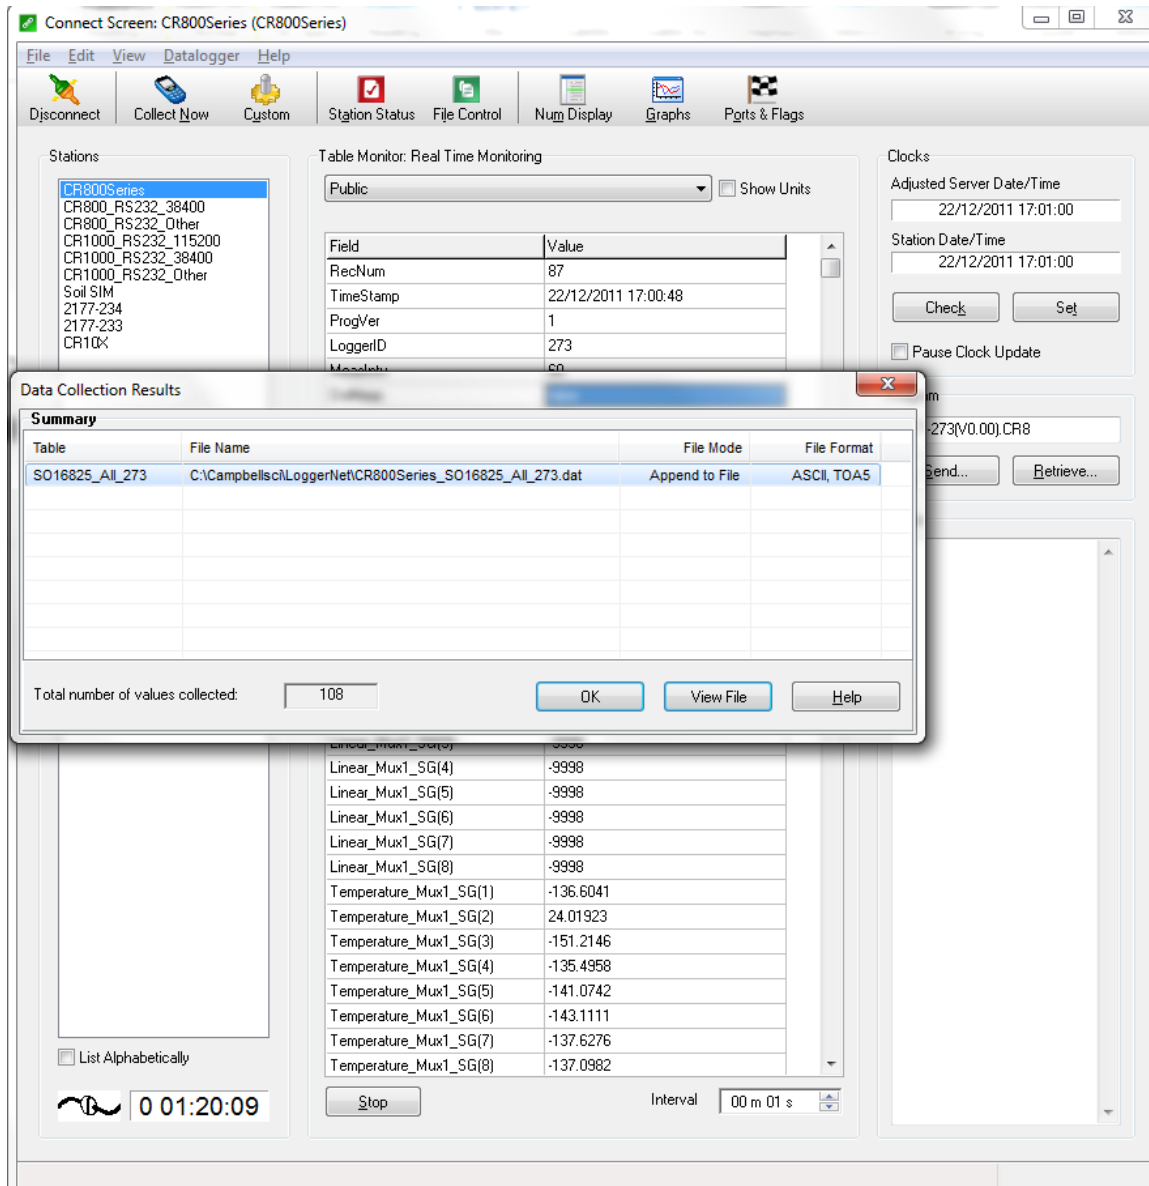 Connect Screen: CR800Series (CR800Series)
File Edit View Datalogger Help
Disconnect Collect Now Custom Station Status File Control Num Display Graphs Ports & Flags
Stations
CR800Series
CR800_RS232_38400
CR800_RS232_Other
CR1000_RS232_115200
CR1000_RS232_38400
CR1000_RS232_Other
Soil SIM
2177-234
2177-233
CR10X
Table Monitor: Real Time Monitoring
Public Show Units
Field Value
RecNum 87
TimeStamp 22/12/2011 17:00:48
ProgVer 1
LoggerID 273
MeasIntv 60
Clocks
Adjusted Server Date/Time
22/12/2011 17:01:00
Station Date/Time
22/12/2011 17:01:00
Check Set
Pause Clock Update
-273(V0.00).CR8
Send... Retrieve...
Data Collection Results
Summary
Table File Name File Mode File Format
SO16825_All_273 C:\Campbellsci\LoggerNet\CR800Series_SO16825_All_273.dat Append to File ASCII, TOA5
Total number of values collected: 108 OK View File Help
Linear_Mux1_SG(3) -9998
Linear_Mux1_SG(4) -9998
Linear_Mux1_SG(5) -9998
Linear_Mux1_SG(6) -9998
Linear_Mux1_SG(7) -9998
Linear_Mux1_SG(8) -9998
Temperature_Mux1_SG(1) -136.6041
Temperature_Mux1_SG(2) 24.01923
Temperature_Mux1_SG(3) -151.2146
Temperature_Mux1_SG(4) -135.4958
Temperature_Mux1_SG(5) -141.0742
Temperature_Mux1_SG(6) -143.1111
Temperature_Mux1_SG(7) -137.6276
Temperature_Mux1_SG(8) -137.0982
List Alphabetically
0 01:20:09
Stop Interval 00 m 01 s